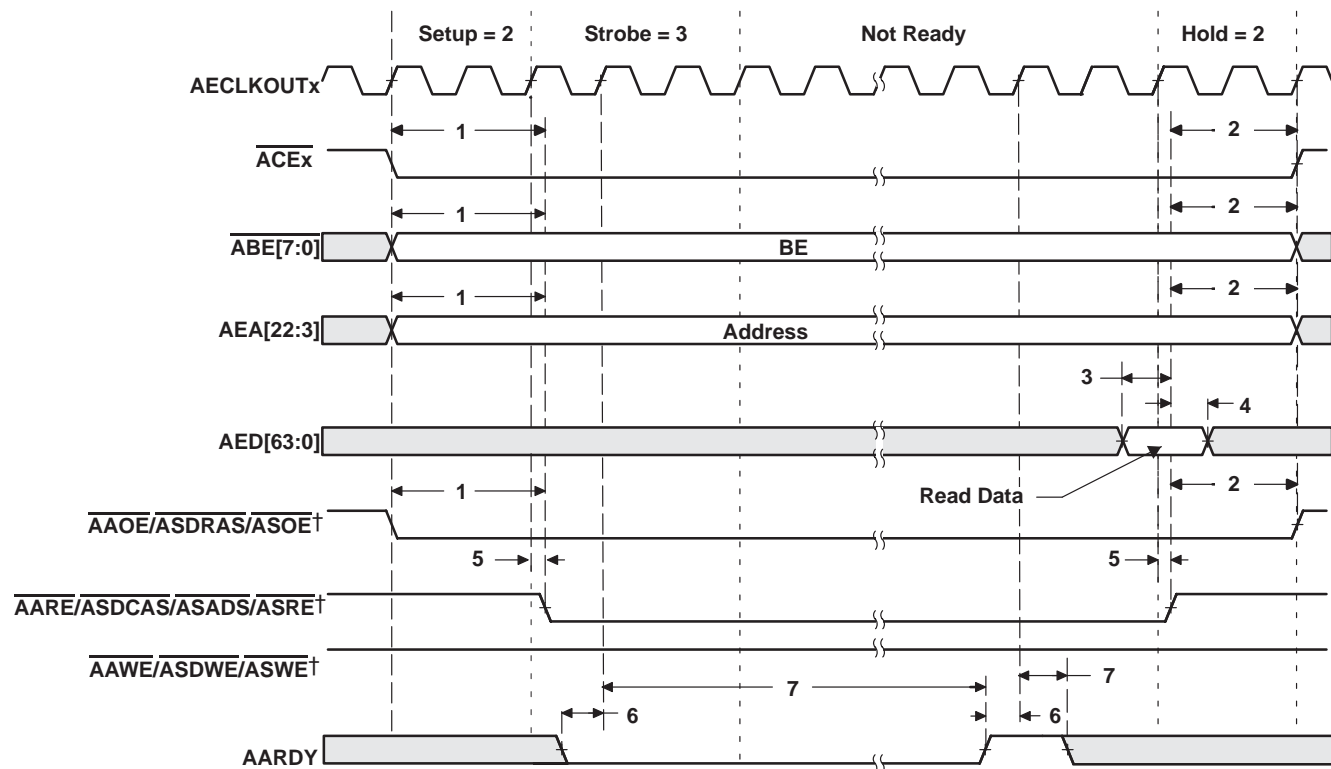 Setup = 2 Strobe = 3 Not Ready Hold = 2
AECLKOUTx
1 2
ACEx
1 2
ABE[7:0] BE
1 2
AEA[22:3] Address
3
4
AED[63:0]
1 Read Data 2
AAOE/ASDRAS/ASOE†
5 5
AARE/ASDCAS/ASADS/ASRE†
AAWE/ASDWE/ASWE†
7 7
6 6
AARDY